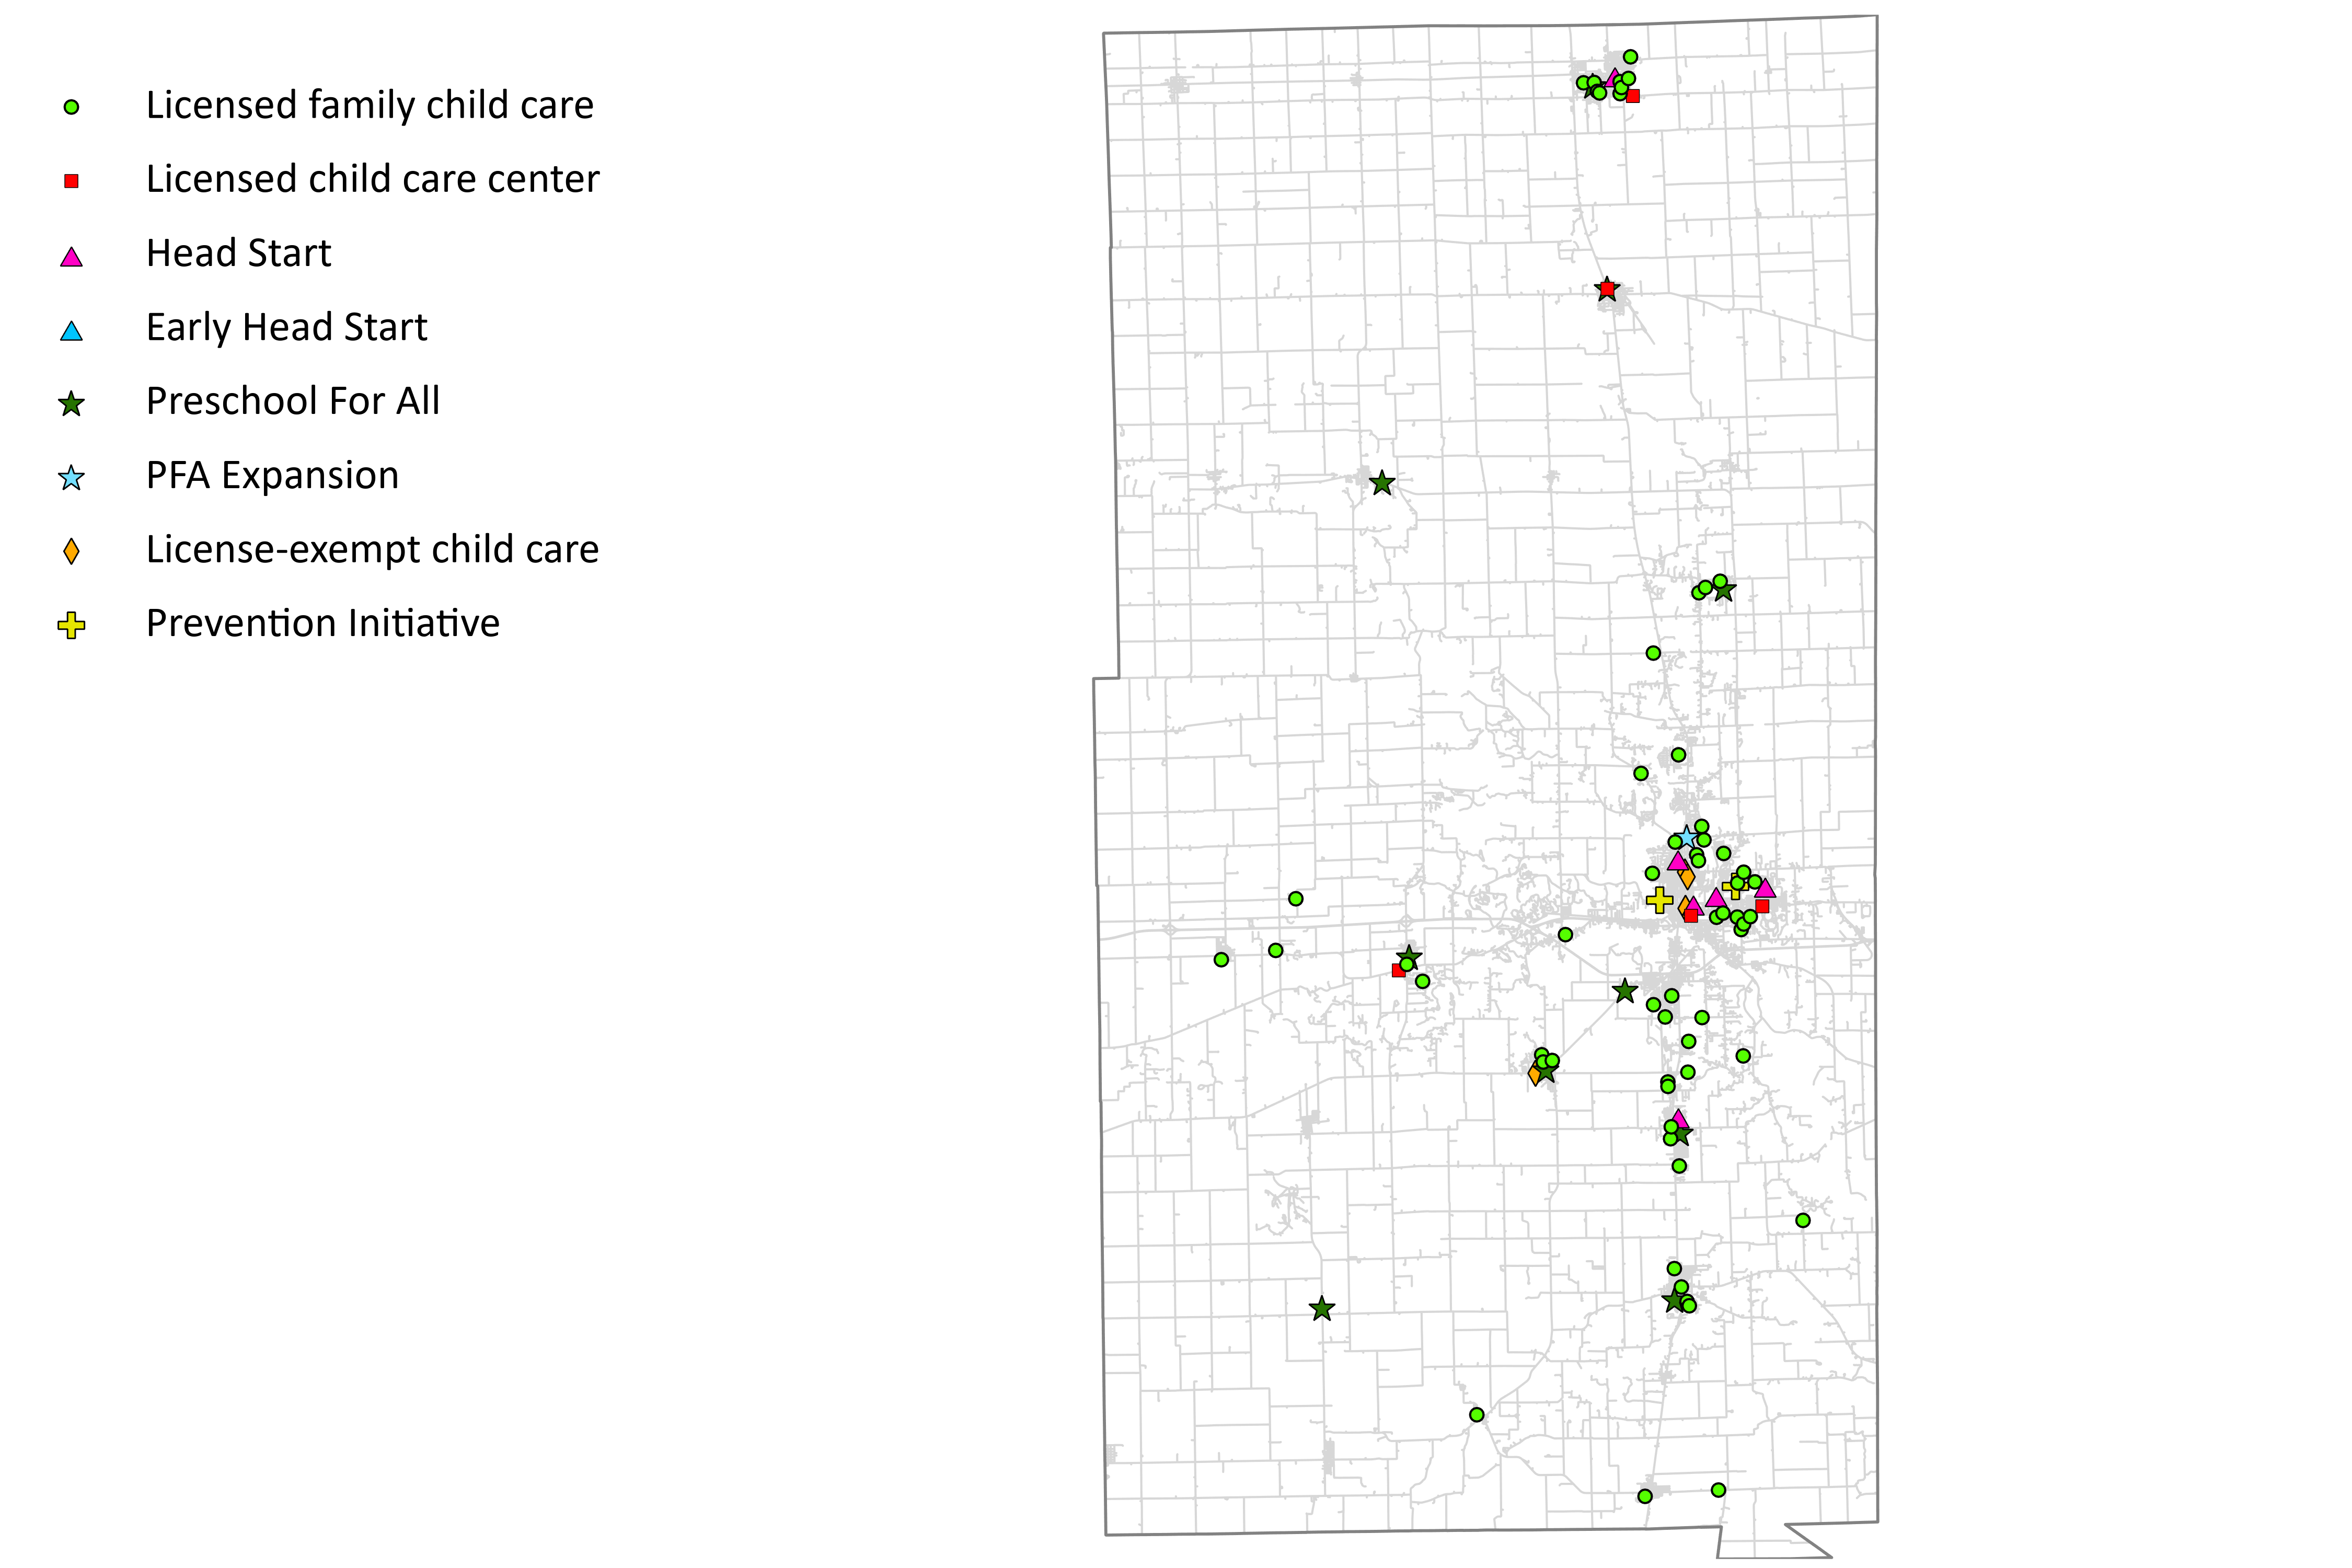 Licensed family child care
Licensed child care center
Head Start
Early Head Start
Preschool For All
PFA Expansion
License-exempt child care
Prevention Initiative